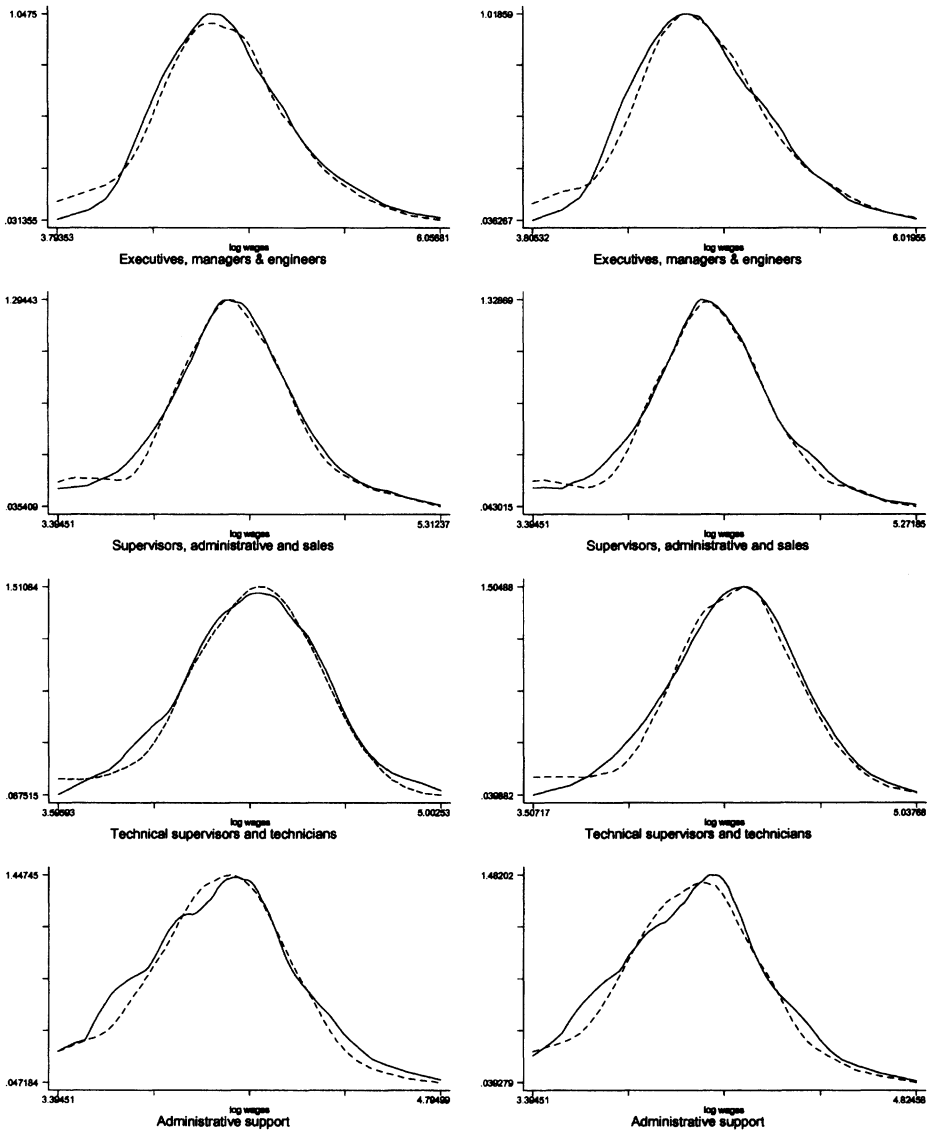 1.0475
.031355
3.79353
6.05681
log wages
Executives, managers & engineers
1.01859
.036267
3.80532
6.01955
log wages
Executives, managers & engineers
1.29443
.035409
3.39451
5.31237
log wages
Supervisors, administrative and sales
1.32869
.043015
3.39451
5.27185
log wages
Supervisors, administrative and sales
1.51084
.087515
3.59593
5.00253
log wages
Technical supervisors and technicians
1.50488
.039882
3.50717
5.03768
log wages
Technical supervisors and technicians
1.44745
.047184
3.39451
4.79499
log wages
Administrative support
1.48202
.039279
3.39451
4.82458
log wages
Administrative support